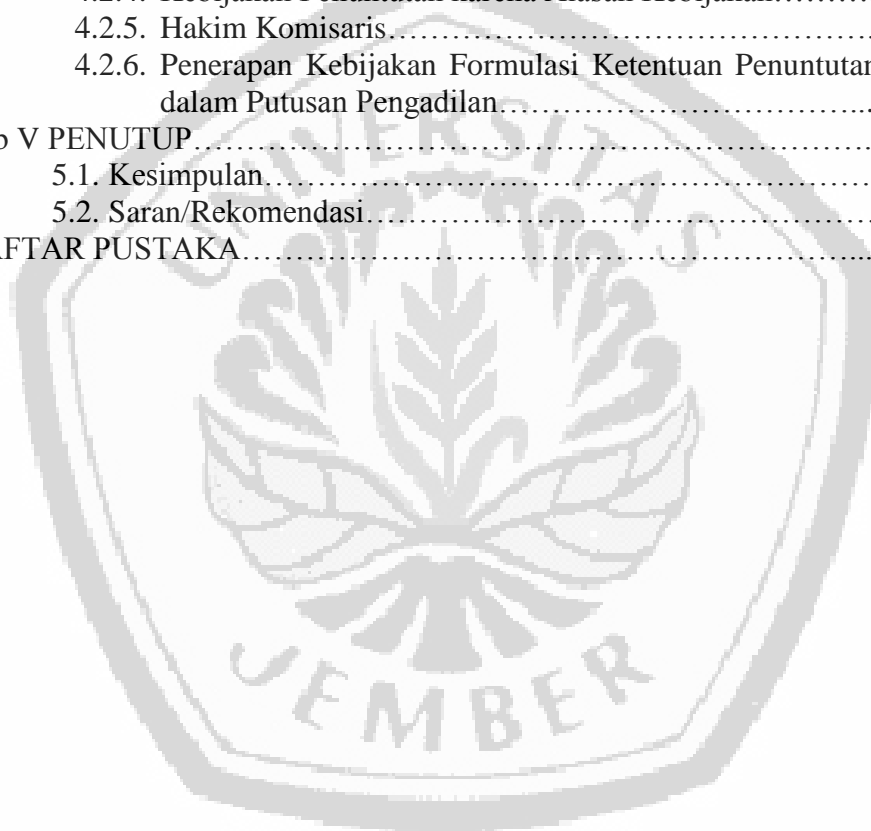 4.2.5. Hakim Komisaris……………………………………………….
4.2.6. Penerapan Kebijakan Formulasi Ketentuan Penuntutan
dalam Putusan Pengadilan……………………………...
V PENUTUP…………………………………………………………….
5.1. Kesimpulan……………………………………………………
5.2. Saran/Rekomendasi…………………………………………
AFTAR PUSTAKA………………………………………………...
UNIVERSITAS
JEMBER